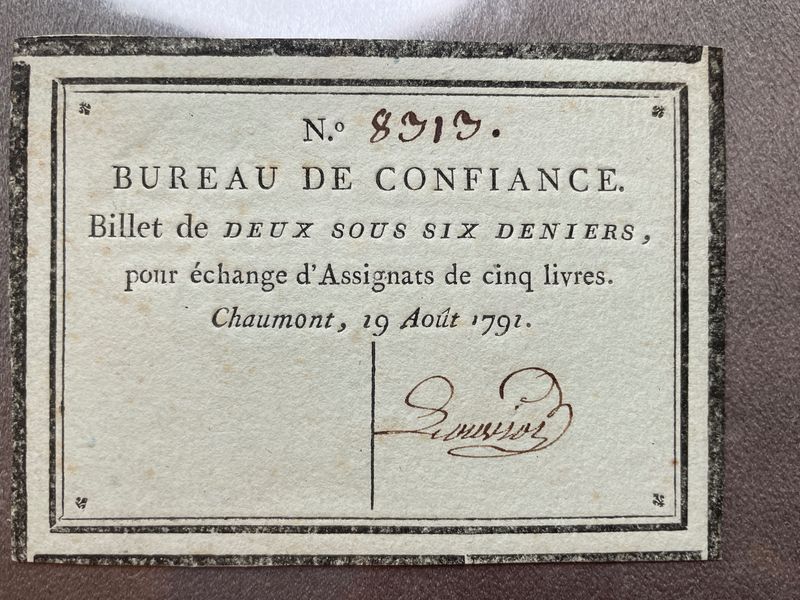 N.º 8313.
BUREAU DE CONFIANCE.
Billet de DEUX SOUS SIX DENIERS,
pour échange d'Assignats de cinq livres.
Chaumont, 19 Août 1791.